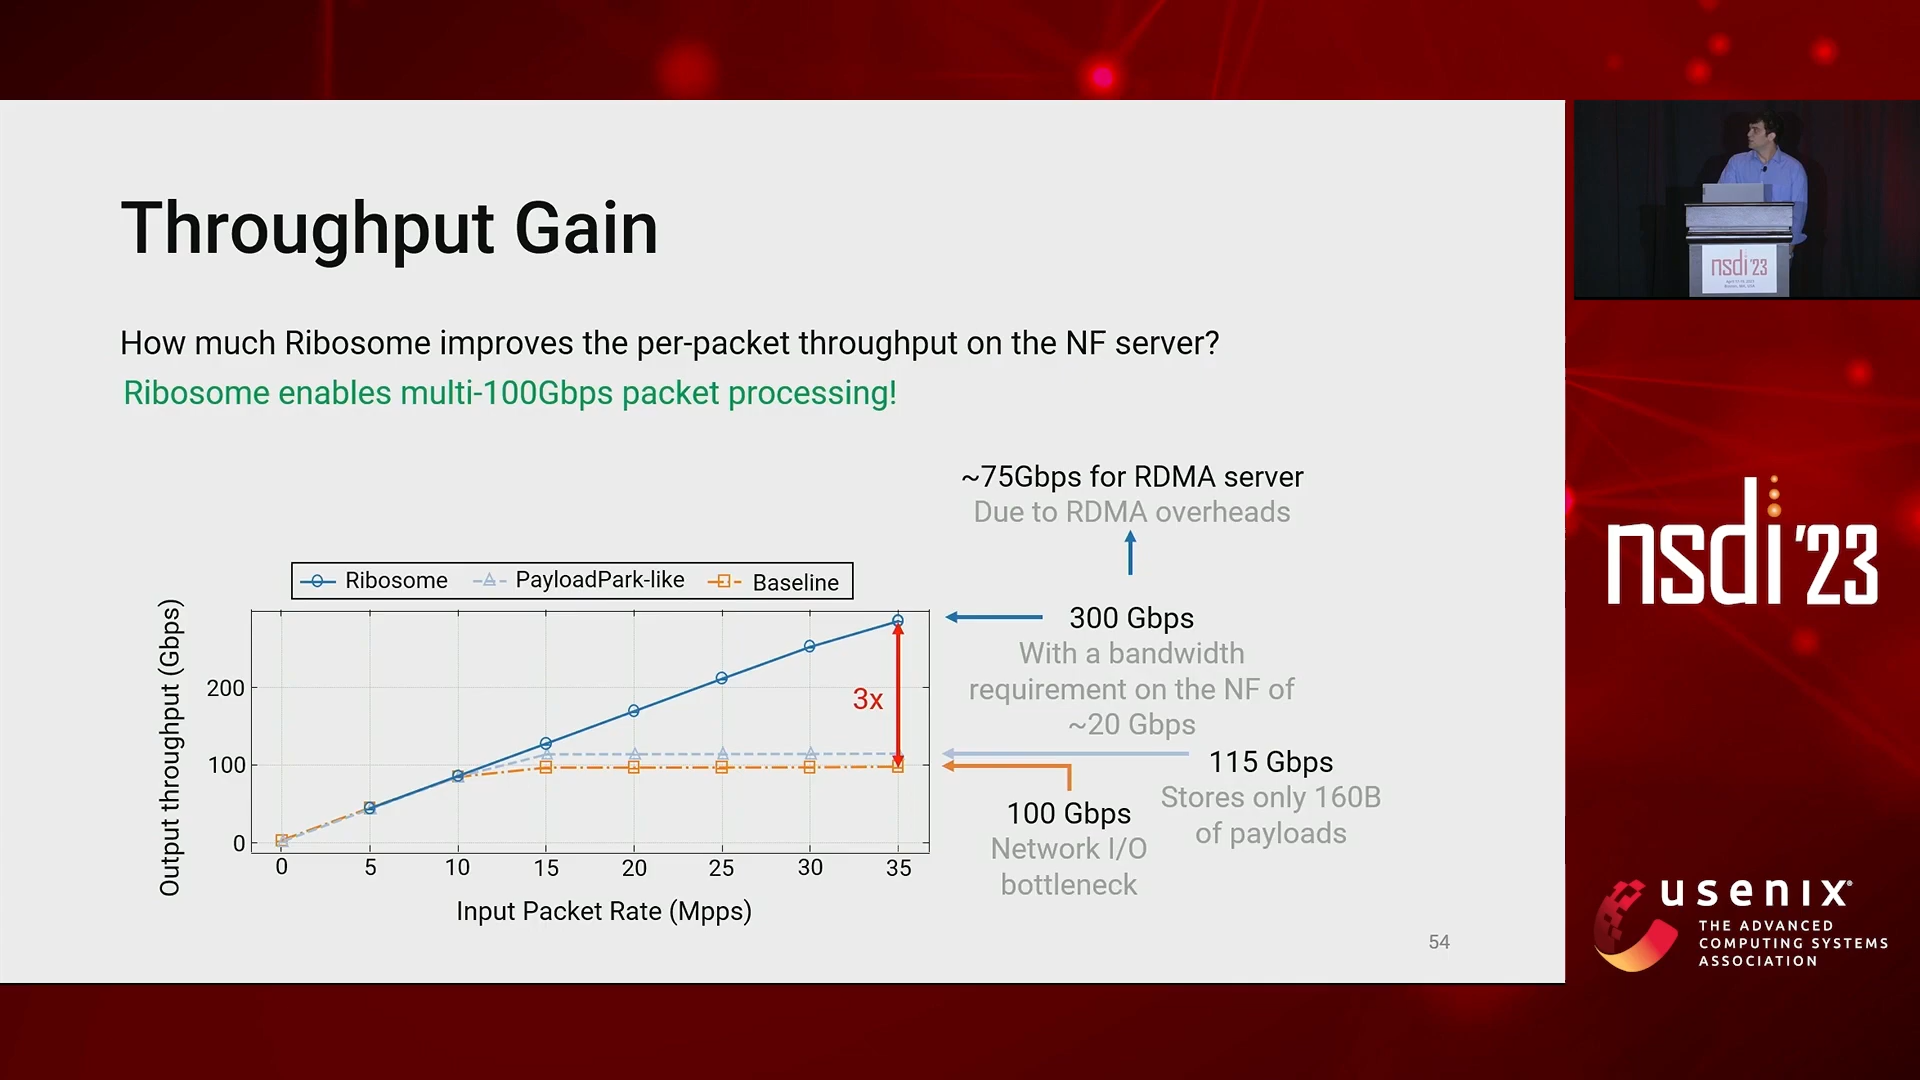 Throughput Gain
How much Ribosome improves the per-packet throughput on the NF server?
Ribosome enables multi-100Gbps packet processing!
~75Gbps for RDMA server
Due to RDMA overheads
Ribosome
PayloadPark-like
Baseline
300 Gbps
With a bandwidth
requirement on the NF of
~20 Gbps
115 Gbps
Stores only 160B
of payloads
100 Gbps
Network I/O
bottleneck
3x
Output throughput (Gbps)
200
100
0
0 5 10 15 20 25 30 35
Input Packet Rate (Mpps)
54
nsdi '23
nsdi '23
usenix®
THE ADVANCED
COMPUTING SYSTEMS
ASSOCIATION